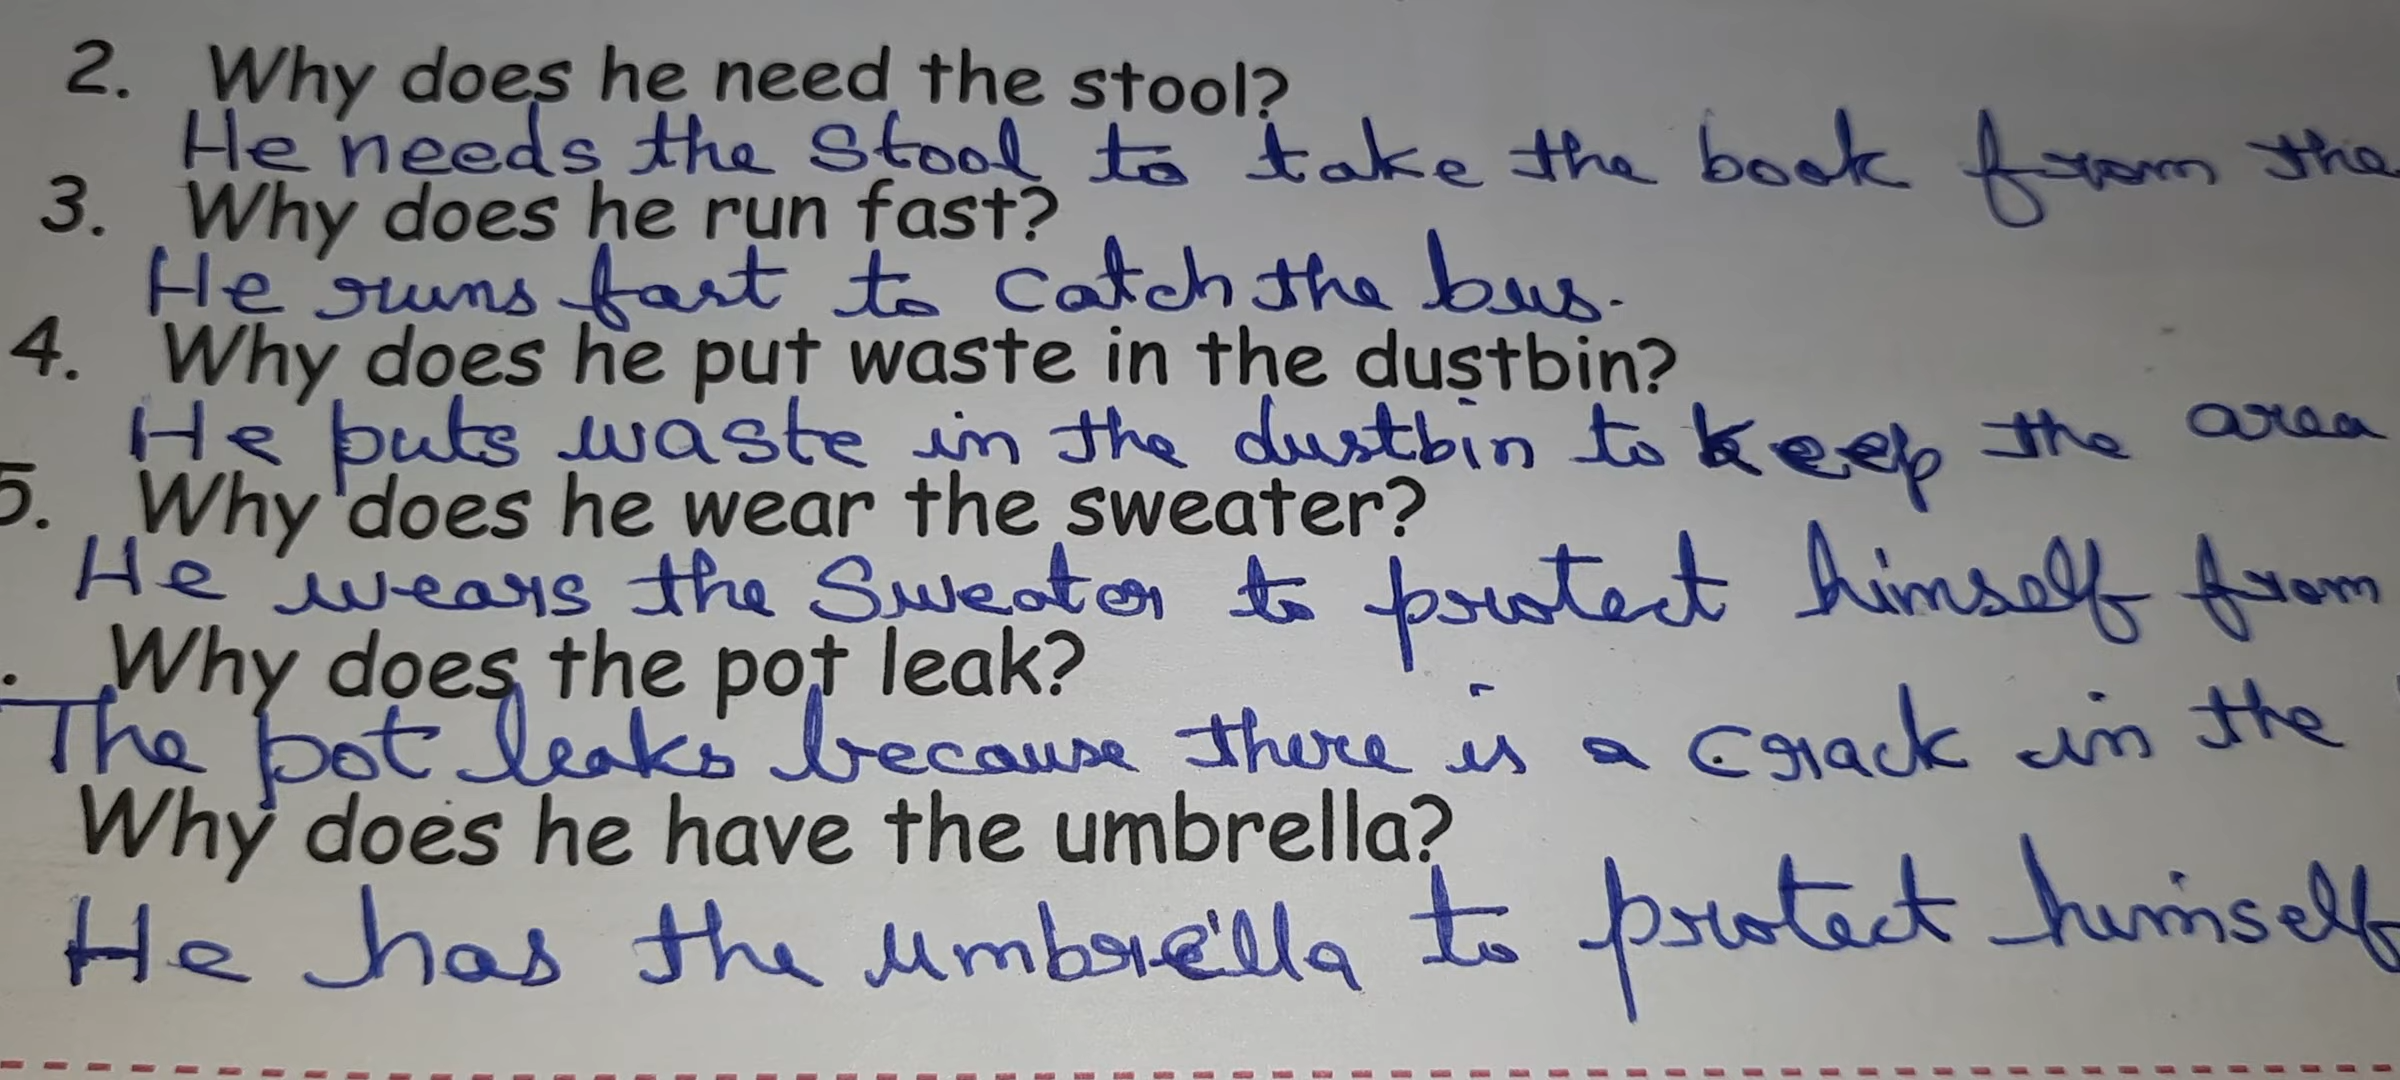 2. Why does he need the stool?
He needs the stool to take the book from the
3. Why does he run fast?
He runs fast to catch the bus.
4. Why does he put waste in the dustbin?
He puts waste in the dustbin to keep the area
5. Why does he wear the sweater?
He wears the Sweater to protect himself from
. Why does the pot leak?
The pot leaks because there is a crack in the
Why does he have the umbrella?
He has the umbrella to protect himself